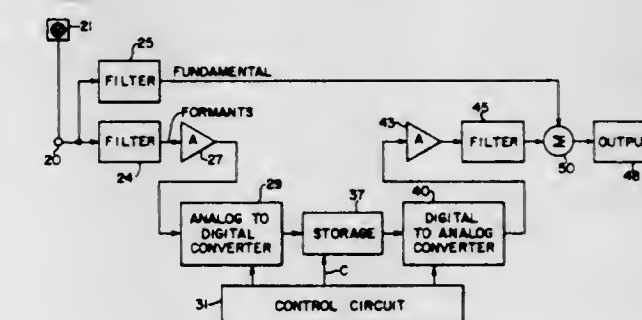 21
25
FILTER
FUNDAMENTAL
FORMANTS
43
45
FILTER
A
27
20
24
A
FILTER
Σ
50
OUTPUT
48
29
37
40
ANALOG TO
DIGITAL
CONVERTER
STORAGE
DIGITAL
TO ANALOG
CONVERTER
C
31
CONTROL CIRCUIT